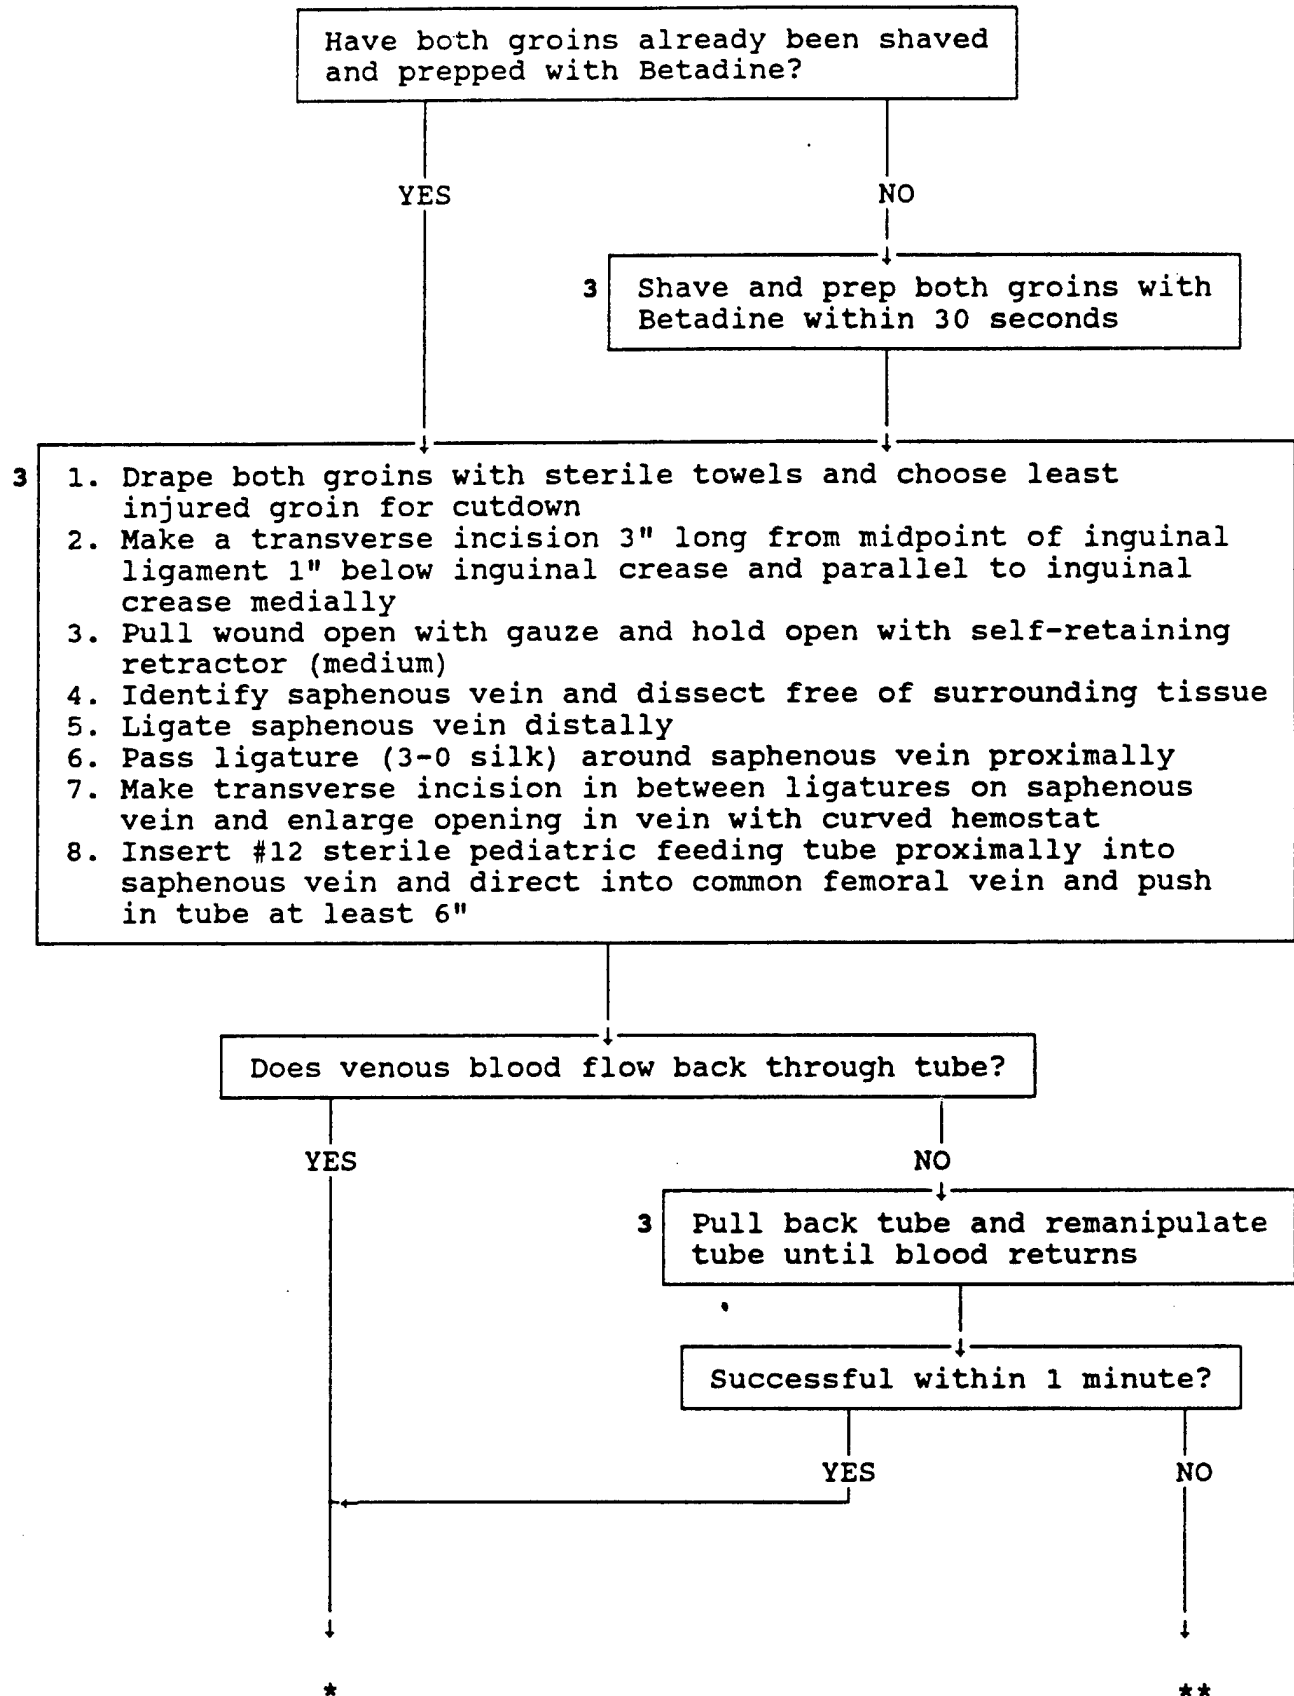 Have both groins already been shaved
and prepped with Betadine?
YES
NO
3
Shave and prep both groins with
Betadine within 30 seconds
3
1. Drape both groins with sterile towels and choose least
injured groin for cutdown
2. Make a transverse incision 3" long from midpoint of inguinal
ligament 1" below inguinal crease and parallel to inguinal
crease medially
3. Pull wound open with gauze and hold open with self-retaining
retractor (medium)
4. Identify saphenous vein and dissect free of surrounding tissue
5. Ligate saphenous vein distally
6. Pass ligature (3-0 silk) around saphenous vein proximally
7. Make transverse incision in between ligatures on saphenous
vein and enlarge opening in vein with curved hemostat
8. Insert #12 sterile pediatric feeding tube proximally into
saphenous vein and direct into common femoral vein and push
in tube at least 6"
Does venous blood flow back through tube?
YES
NO
3
Pull back tube and remanipulate
tube until blood returns
Successful within 1 minute?
YES
NO
*
**